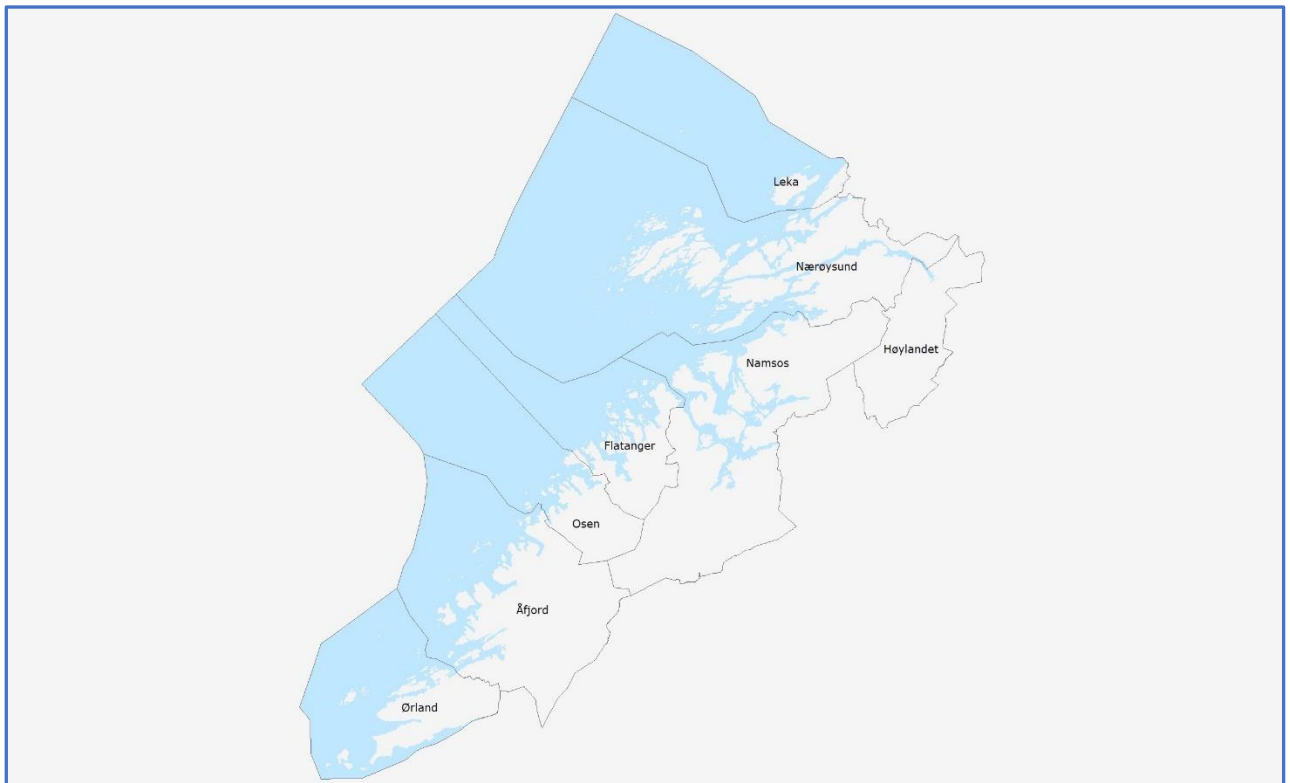 Leka
Nærøysund
Høylandet
Namsos
Flatanger
Osen
Åfjord
Ørland